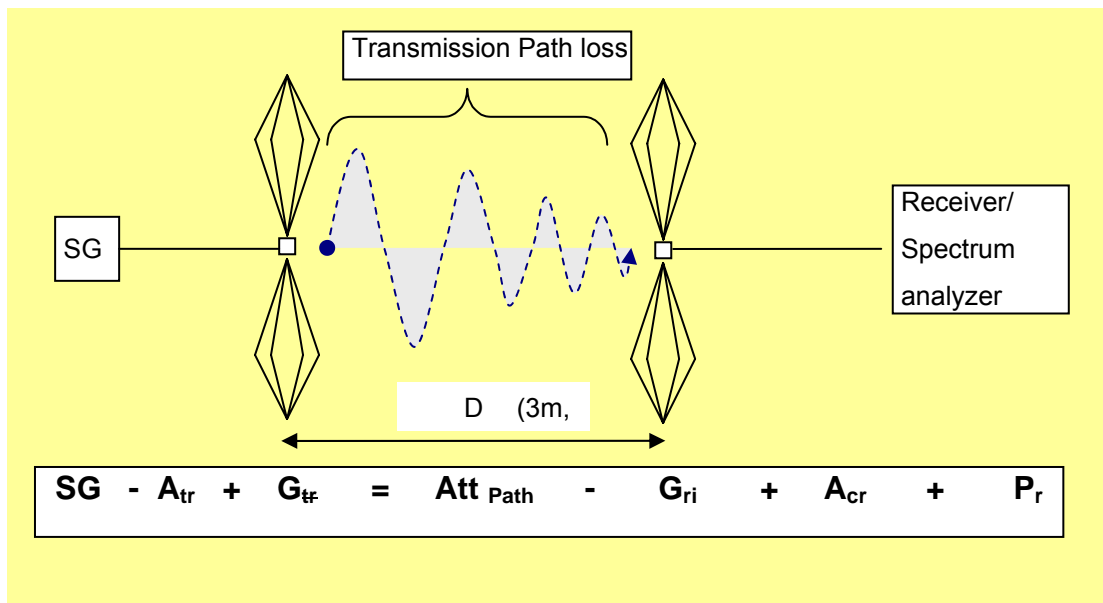 Transmission Path loss
SG
Receiver/
Spectrum
analyzer
D (3m,
SG - Atr + Gtr = Att Path - Gri + Acr + Pr